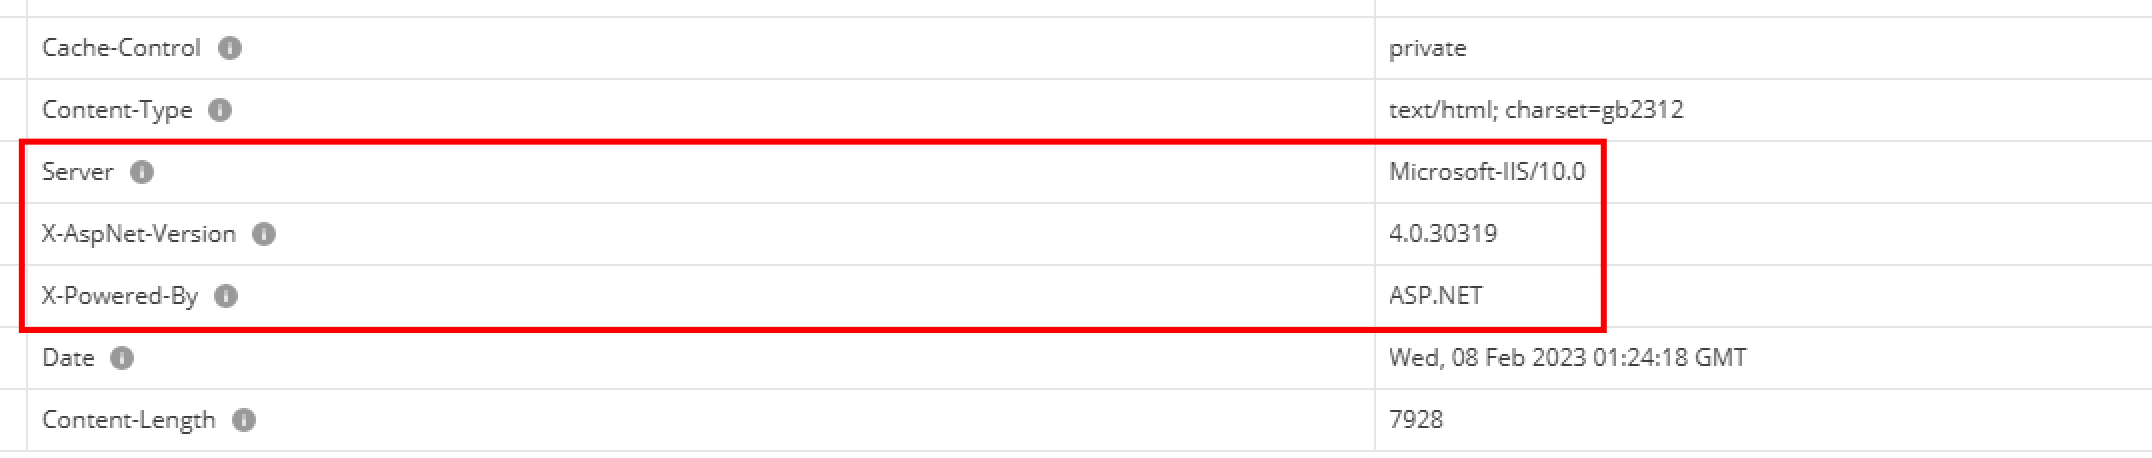 Cache-Control private
Content-Type text/html; charset=gb2312
Server Microsoft-IIS/10.0
X-AspNet-Version 4.0.30319
X-Powered-By ASP.NET
Date Wed, 08 Feb 2023 01:24:18 GMT
Content-Length 7928